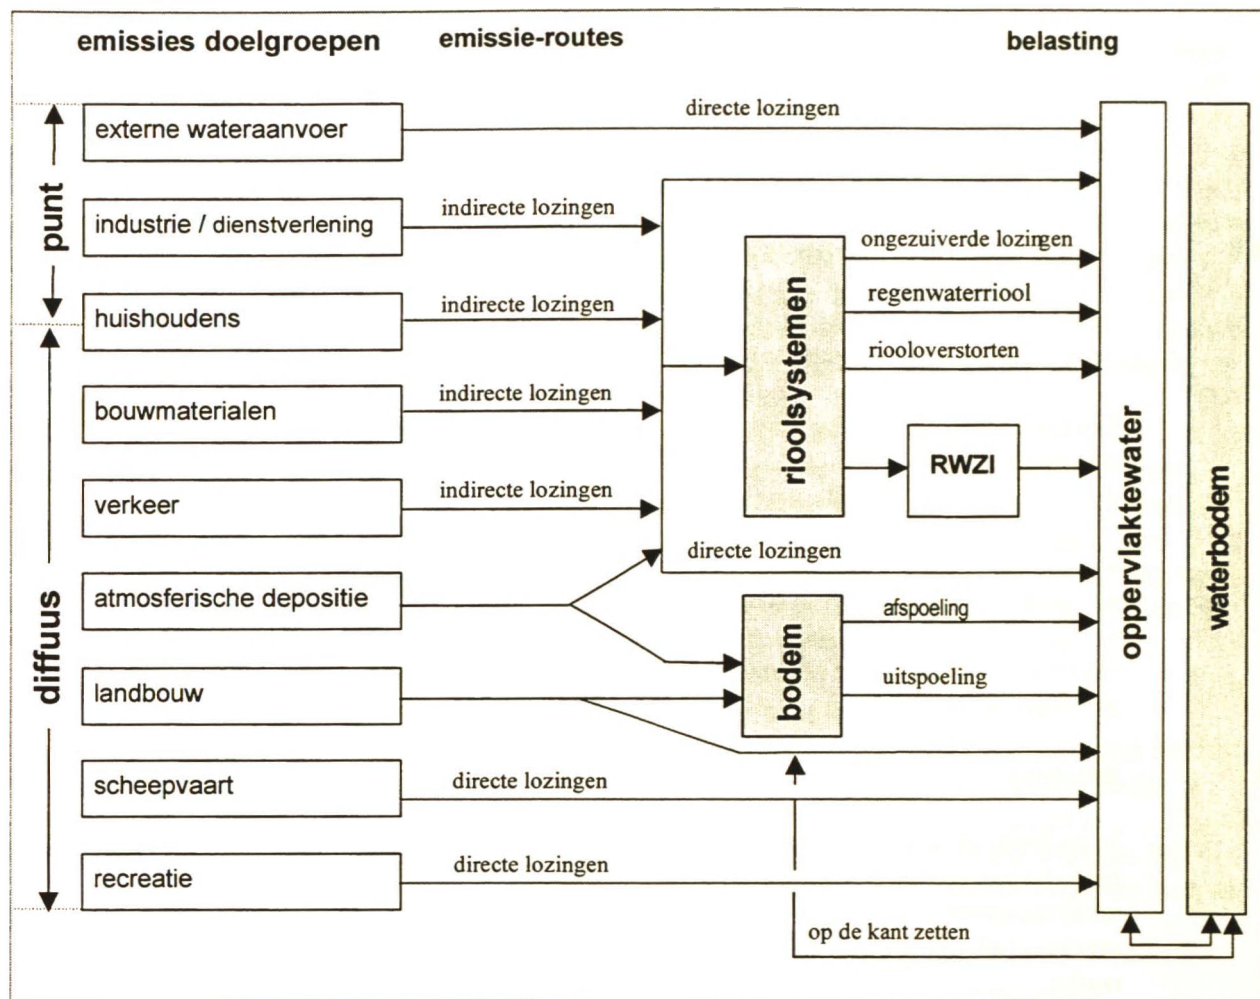 emissies doelgroepen
emissie-routes
belasting
punt
diffuus
externe wateraanvoer
directe lozingen
industrie / dienstverlening
indirecte lozingen
huishoudens
indirecte lozingen
bouwmaterialen
indirecte lozingen
verkeer
indirecte lozingen
atmosferische depositie
landbouw
scheepvaart
directe lozingen
recreatie
directe lozingen
rioolsystemen
ongezuiverde lozingen
regenwaterriool
riooloverstorten
RWZI
directe lozingen
bodem
afspoeling
uitspoeling
op de kant zetten
oppervlaktewater
waterbodem